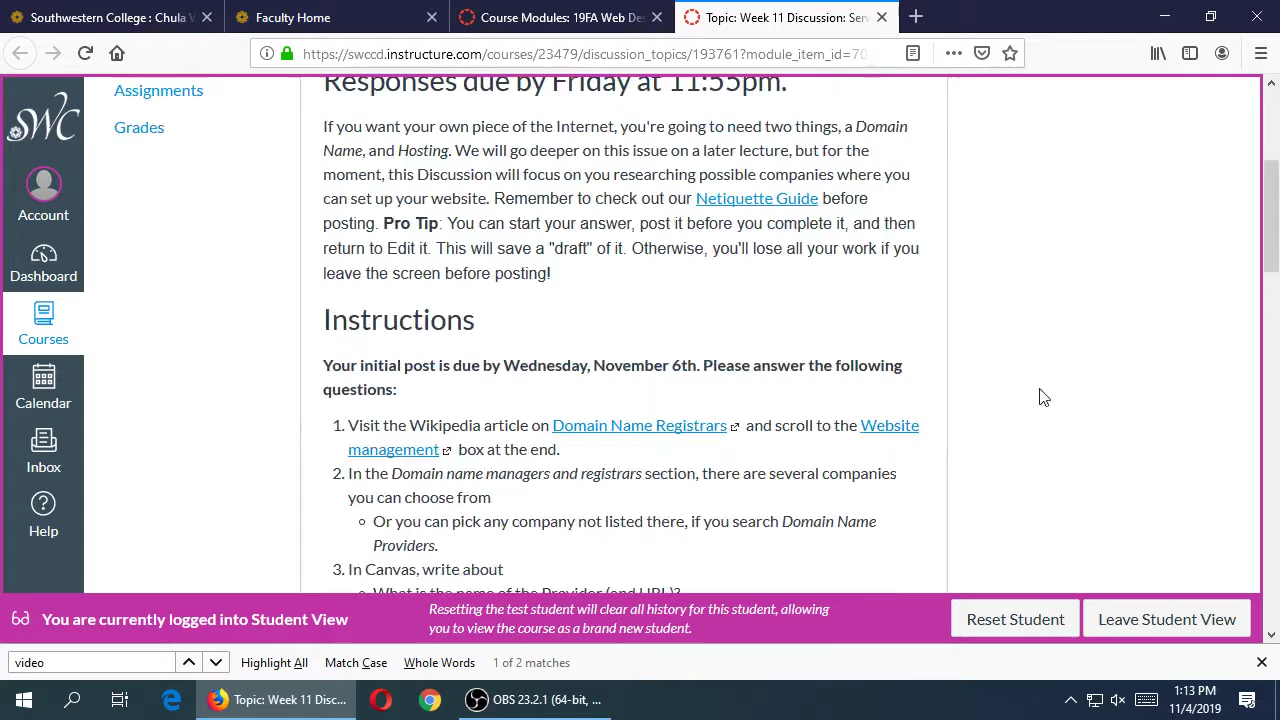 Southwestern College : Chula V
Faculty Home
Course Modules: 19FA Web De
Topic: Week 11 Discussion: Ser
https://swccd.instructure.com/courses/23479/discussion_topics/193761?module_item_id=70
SWC
Account
Dashboard
Courses
Calendar
Inbox
Help
Assignments
Grades
Responses due by Friday at 11:55pm.
If you want your own piece of the Internet, you're going to need two things, a Domain
Name, and Hosting. We will go deeper on this issue on a later lecture, but for the
moment, this Discussion will focus on you researching possible companies where you
can set up your website. Remember to check out our Netiquette Guide before
posting. Pro Tip: You can start your answer, post it before you complete it, and then
return to Edit it. This will save a "draft" of it. Otherwise, you'll lose all your work if you
leave the screen before posting!
Instructions
Your initial post is due by Wednesday, November 6th. Please answer the following
questions:
1. Visit the Wikipedia article on Domain Name Registrars and scroll to the Website
management box at the end.
2. In the Domain name managers and registrars section, there are several companies
you can choose from
Or you can pick any company not listed there, if you search Domain Name
Providers.
3. In Canvas, write about
What is the name of the Provider (and URL)?
You are currently logged into Student View
Resetting the test student will clear all history for this student, allowing
you to view the course as a brand new student.
Reset Student
Leave Student View
video
Highlight All
Match Case
Whole Words
1 of 2 matches
Topic: Week 11 Disc...
OBS 23.2.1 (64-bit, ...
1:13 PM
11/4/2019